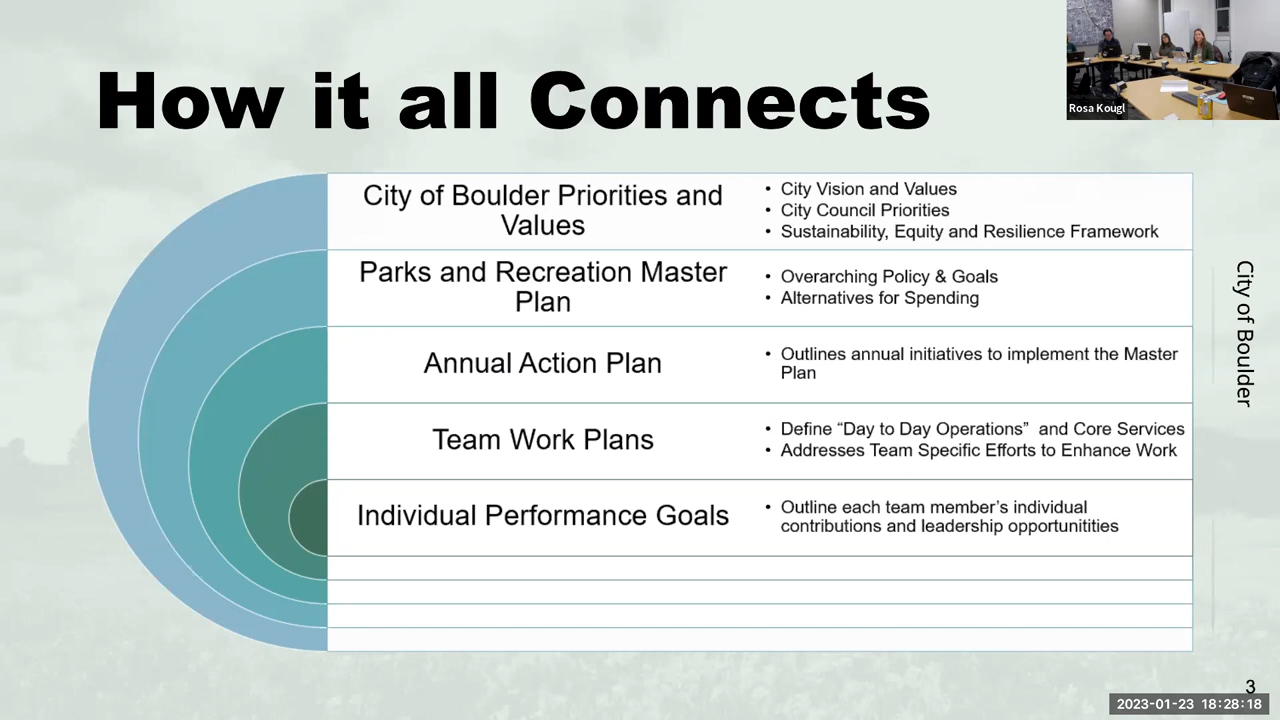 How it all Connects
Rosa Kougl
City of Boulder Priorities and
Values
• City Vision and Values
• City Council Priorities
• Sustainability, Equity and Resilience Framework
Parks and Recreation Master
Plan
• Overarching Policy & Goals
• Alternatives for Spending
Annual Action Plan
• Outlines annual initiatives to implement the Master
Plan
Team Work Plans
• Define “Day to Day Operations”  and Core Services
• Addresses Team Specific Efforts to Enhance Work
Individual Performance Goals
• Outline each team member’s individual
contributions and leadership opportunitities
City of Boulder
3
2023-01-23 18:28:18